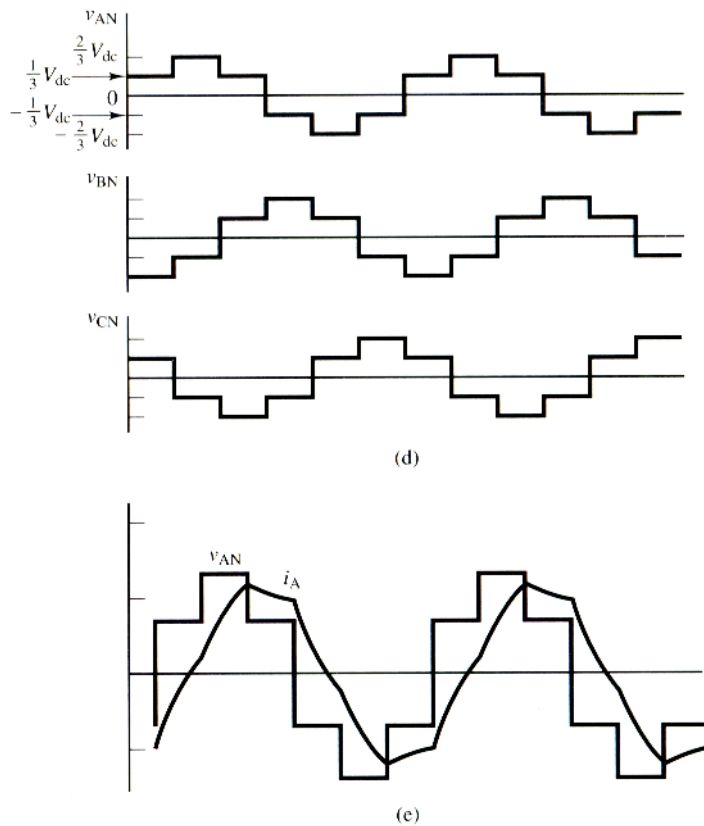 vAN
2/3 Vdc
1/3 Vdc
0
− 1/3 Vdc
− 2/3 Vdc
vBN
vCN
(d)
vAN
iA
(e)